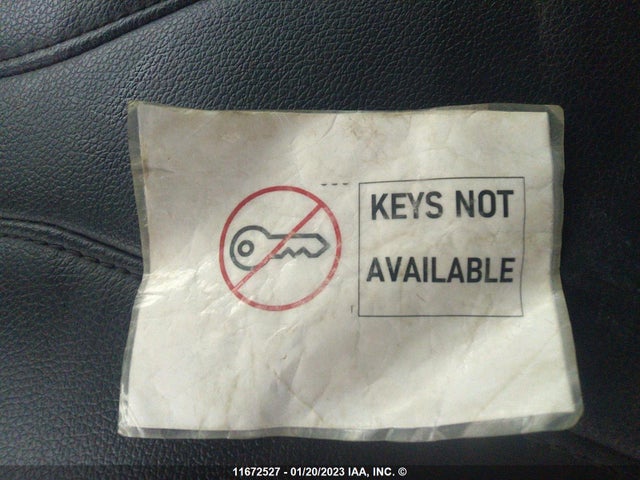 KEYS NOT
AVAILABLE
11672527 - 01/20/2023 IAA, INC. ©